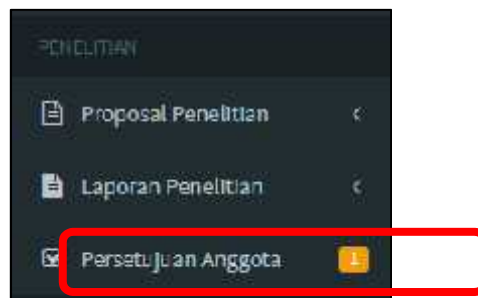 PENELITIAN
Proposal Penelitian
Laporan Penelitian
Persetujuan Anggota 1